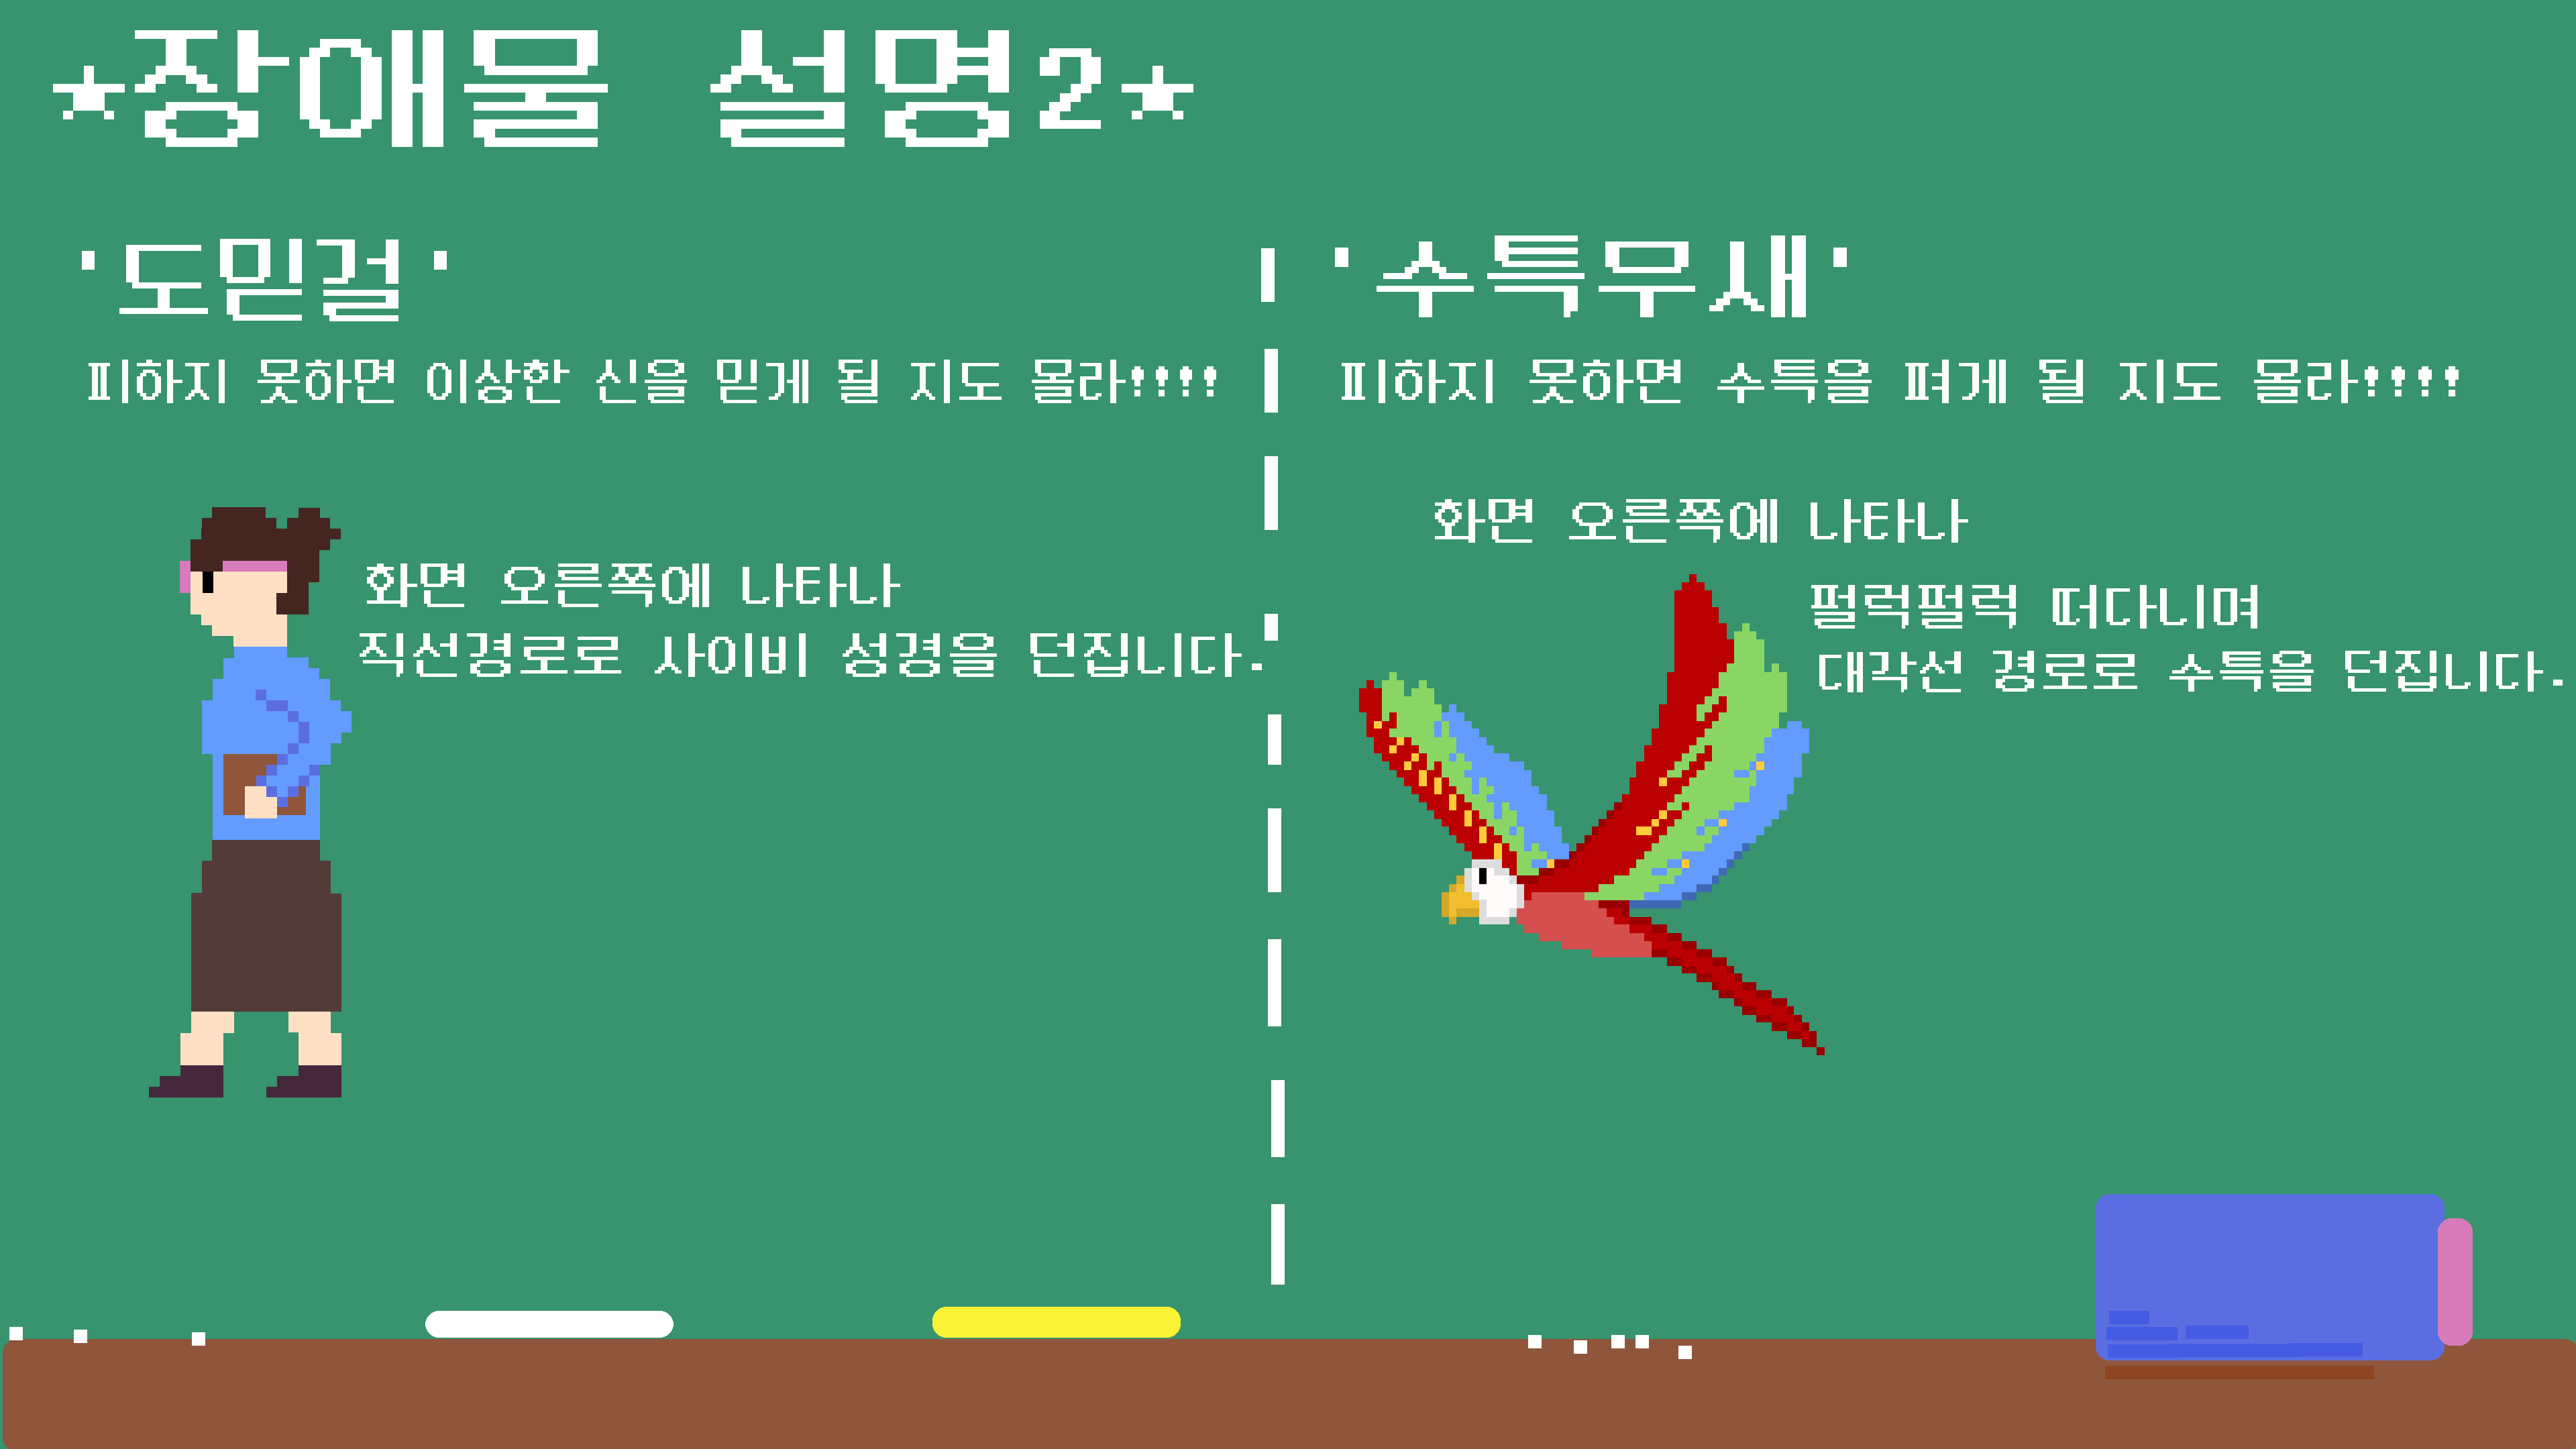 ★장애물 설명2★
'도믿걸'
피하지 못하면 이상한 신을 믿게 될 지도 몰라!!!!
화면 오른쪽에 나타나
직선경로로 사이비 성경을 던집니다.
'수특무새'
피하지 못하면 수특을 펴게 될 지도 몰라!!!!
화면 오른쪽에 나타나
펄럭펄럭 떠다니며
대각선 경로로 수특을 던집니다.